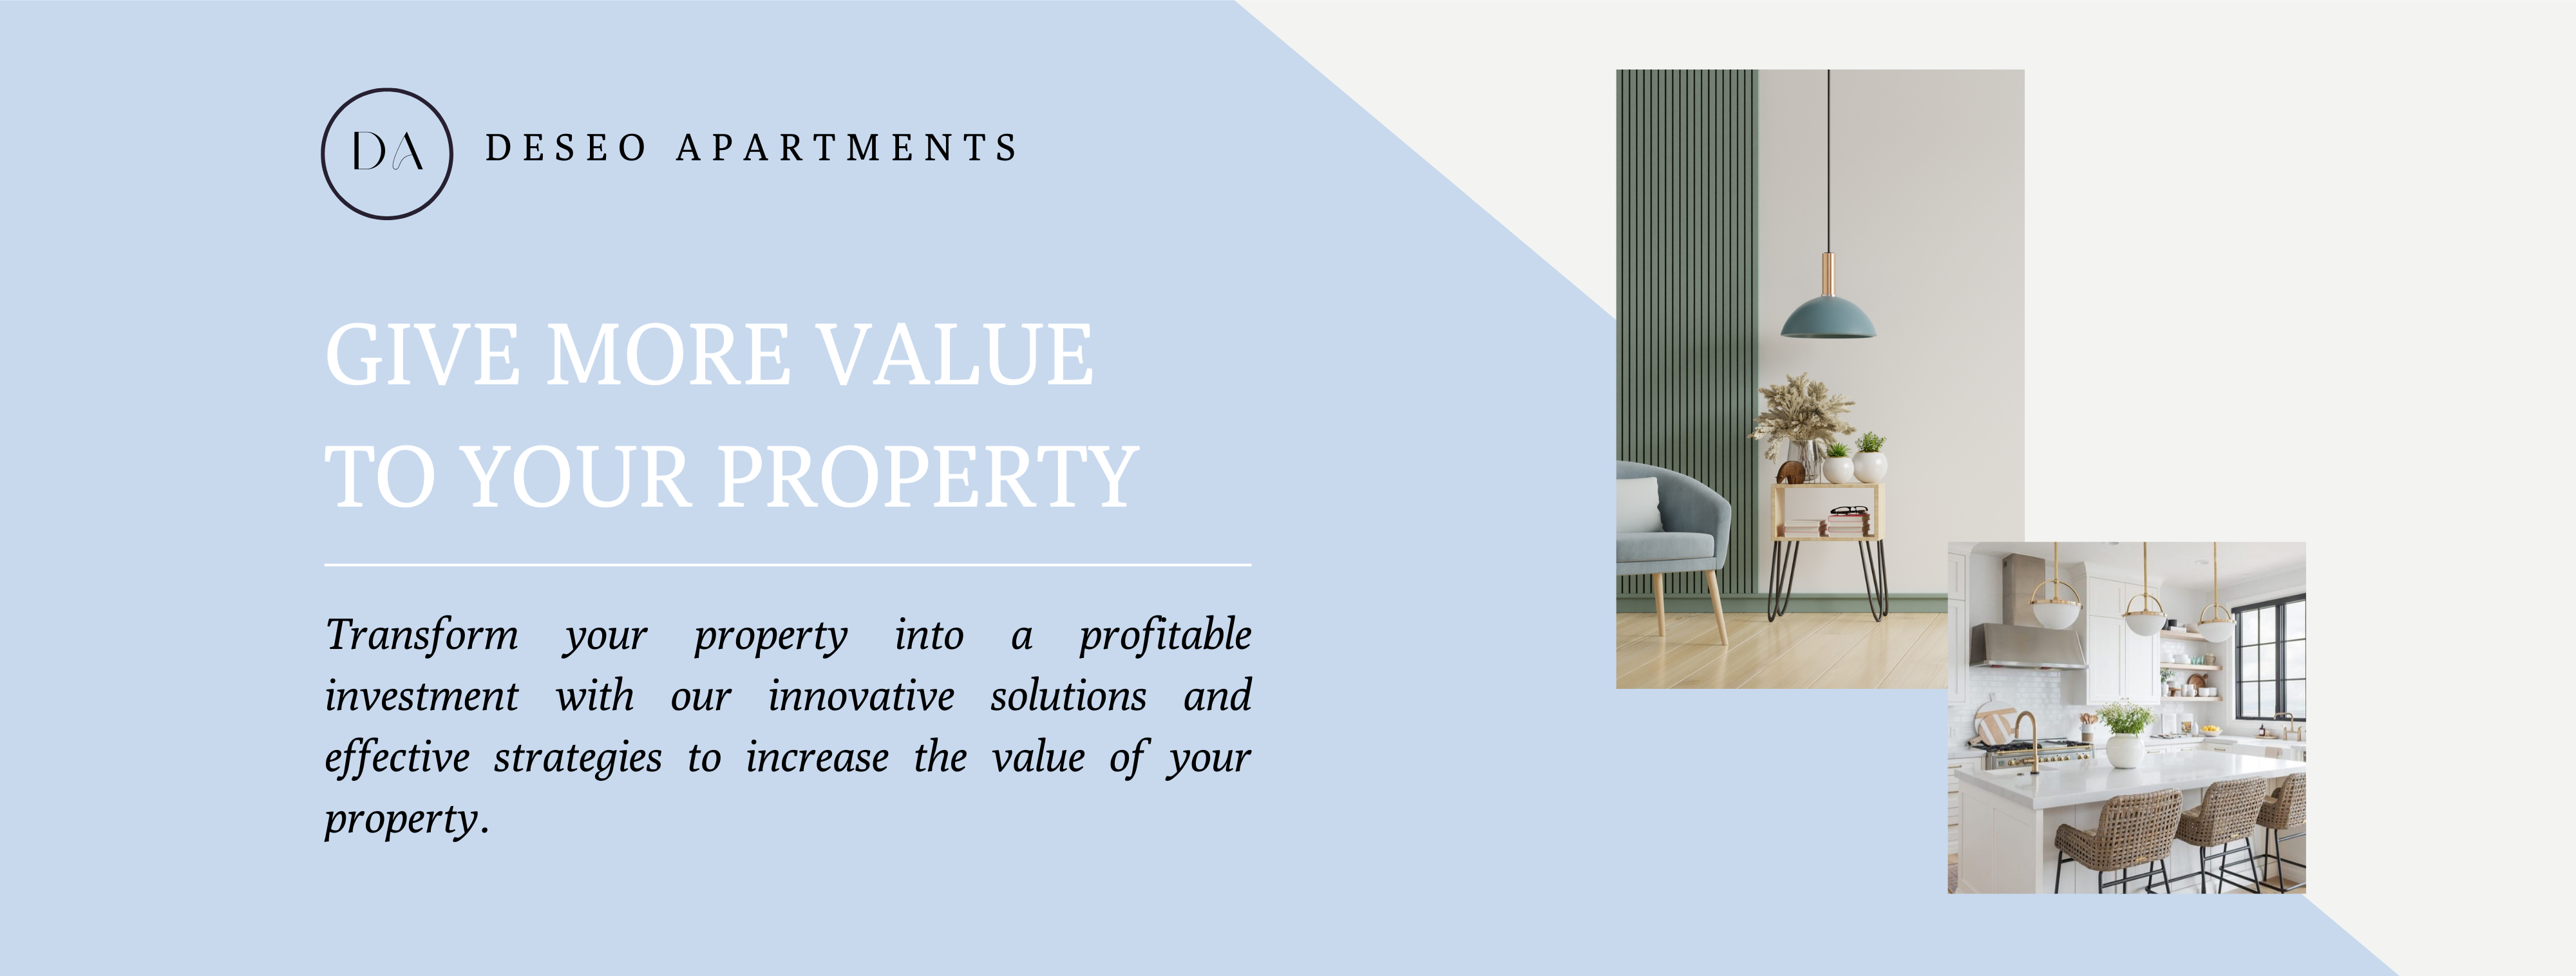 DA
DESEO APARTMENTS
GIVE MORE VALUE
TO YOUR PROPERTY
Transform your property into a profitable
investment with our innovative solutions and
effective strategies to increase the value of your
property.